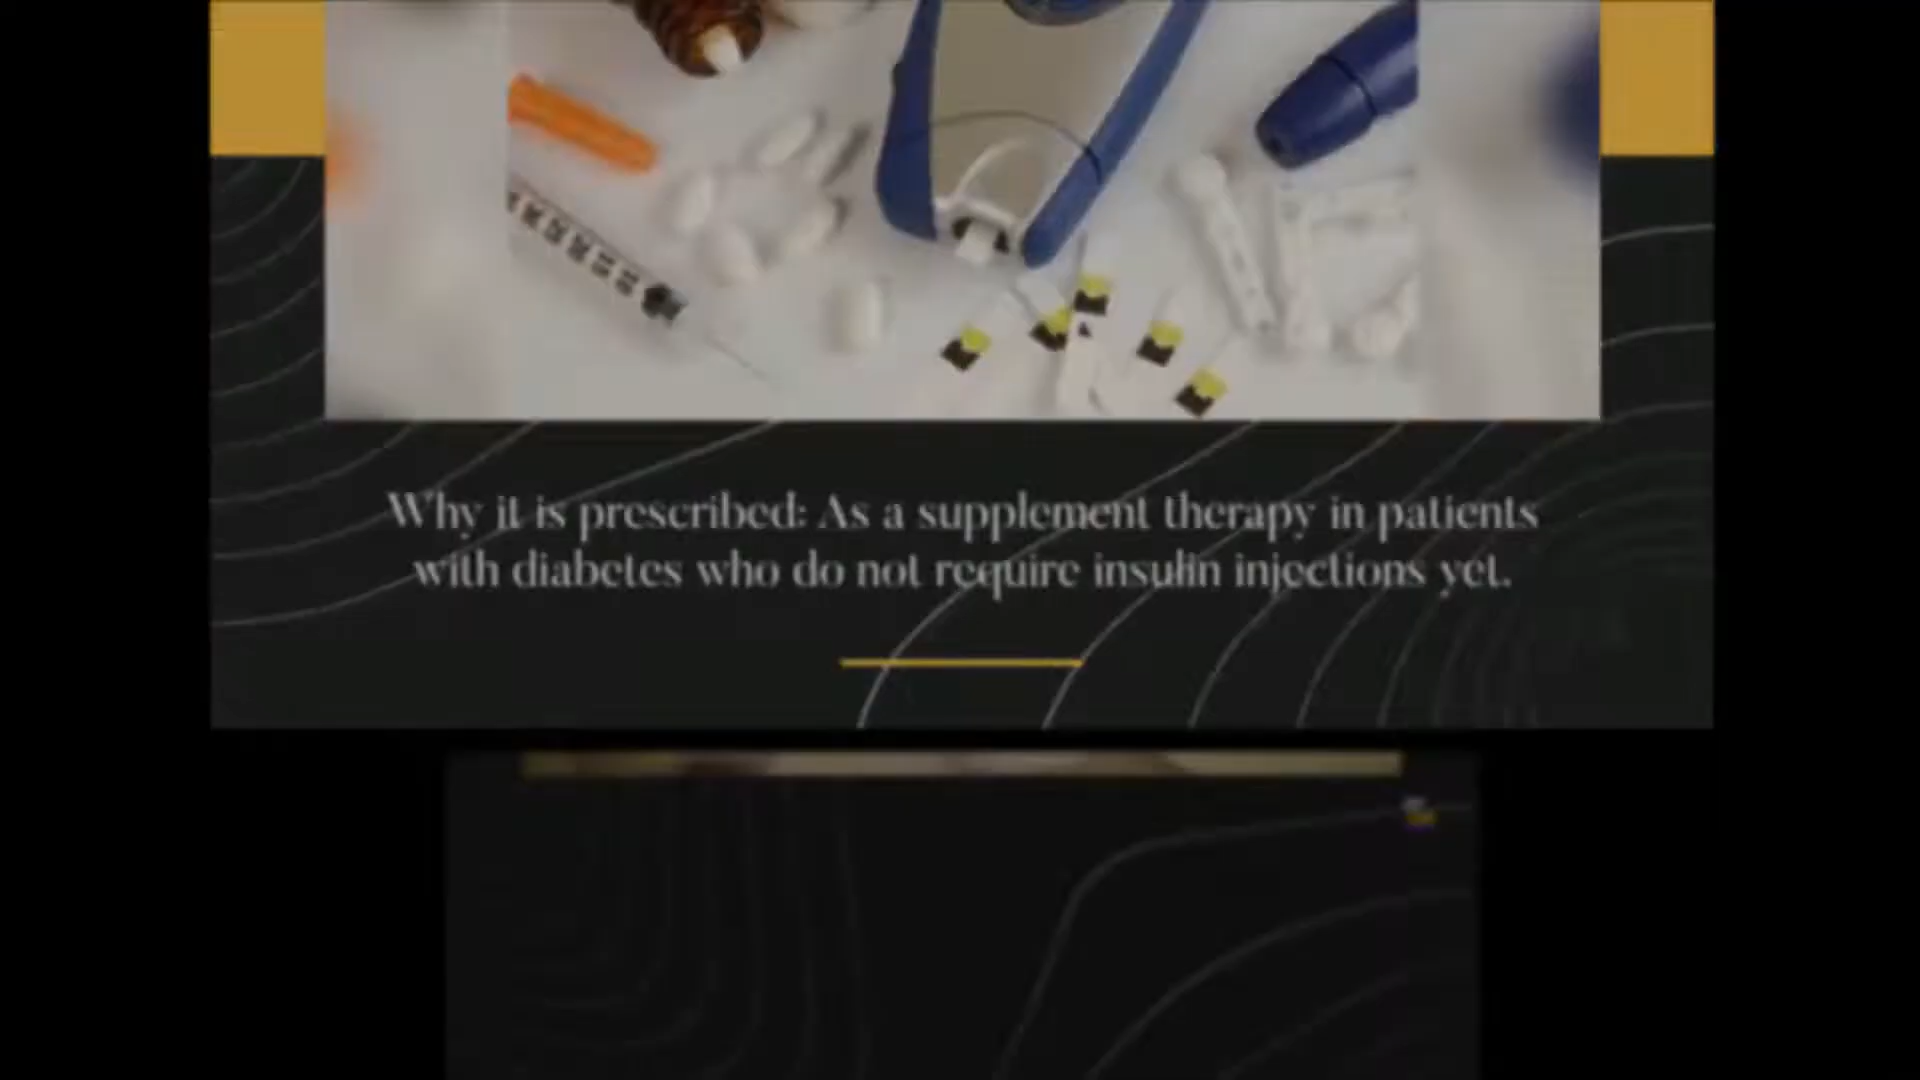 Why it is prescribed: As a supplement therapy in patients
with diabetes who do not require insulin injections yet.